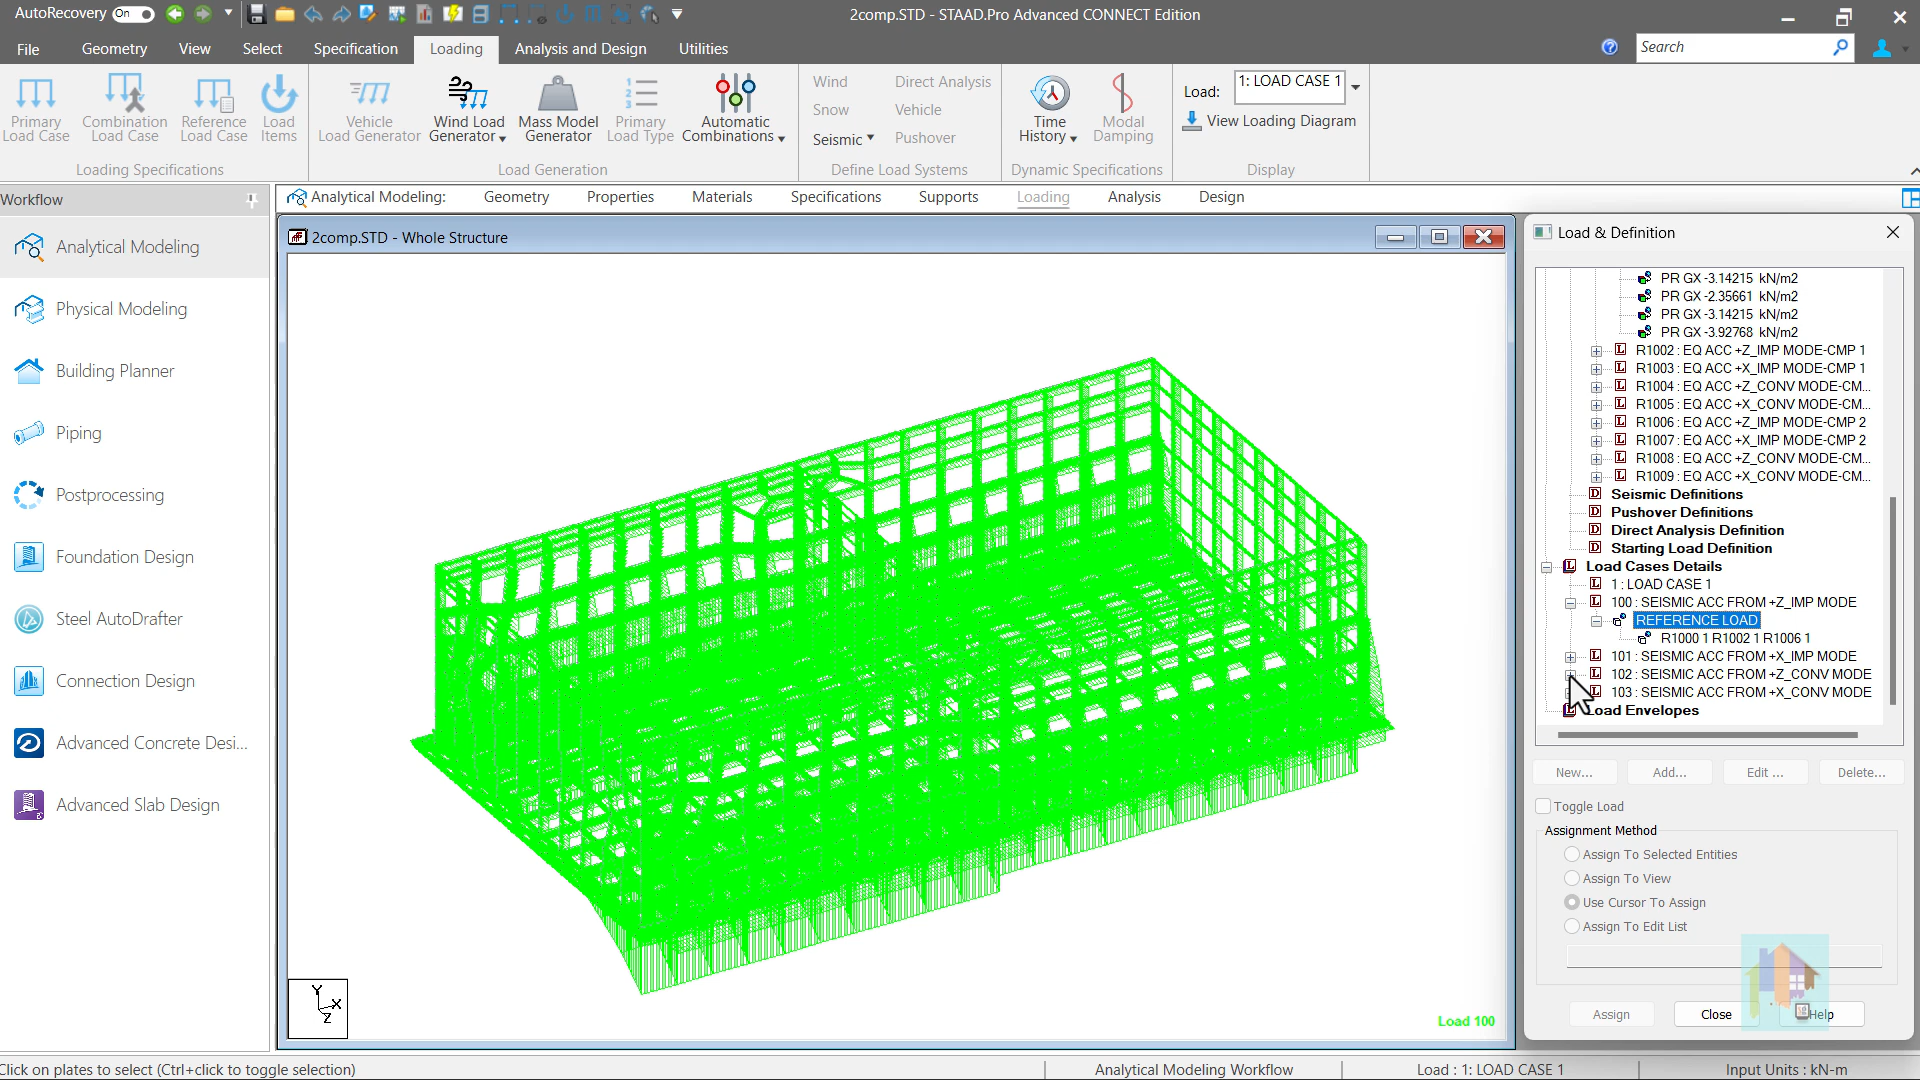 AutoRecovery On
2comp.STD - STAAD.Pro Advanced CONNECT Edition
File Geometry View Select Specification Loading Analysis and Design Utilities
Search
Primary Load Case
Combination Load Case
Reference Load Case
Load Items
Loading Specifications
Vehicle Load Generator
Wind Load Generator
Mass Model Generator
Primary Load Type
Automatic Combinations
Load Generation
Wind
Snow
Seismic
Direct Analysis
Vehicle
Pushover
Define Load Systems
Time History
Modal Damping
Dynamic Specifications
Load: 1: LOAD CASE 1
View Loading Diagram
Display
Workflow
Analytical Modeling
Physical Modeling
Building Planner
Piping
Postprocessing
Foundation Design
Steel AutoDrafter
Connection Design
Advanced Concrete Desi...
Advanced Slab Design
Analytical Modeling: Geometry Properties Materials Specifications Supports Loading Analysis Design
2comp.STD - Whole Structure
Y
X
Z
Load 100
Load & Definition
PR GX -3.14215 kN/m2
PR GX -2.35661 kN/m2
PR GX -3.14215 kN/m2
PR GX -3.92768 kN/m2
R1002 : EQ ACC +Z_IMP MODE-CMP 1
R1003 : EQ ACC +X_IMP MODE-CMP 1
R1004 : EQ ACC +Z_CONV MODE-CM...
R1005 : EQ ACC +X_CONV MODE-CM...
R1006 : EQ ACC +Z_IMP MODE-CMP 2
R1007 : EQ ACC +X_IMP MODE-CMP 2
R1008 : EQ ACC +Z_CONV MODE-CM...
R1009 : EQ ACC +X_CONV MODE-CM...
Seismic Definitions
Pushover Definitions
Direct Analysis Definition
Starting Load Definition
Load Cases Details
1 : LOAD CASE 1
100 : SEISMIC ACC FROM +Z_IMP MODE
REFERENCE LOAD
R1000 1 R1002 1 R1006 1
101 : SEISMIC ACC FROM +X_IMP MODE
102 : SEISMIC ACC FROM +Z_CONV MODE
103 : SEISMIC ACC FROM +X_CONV MODE
Load Envelopes
New... Add... Edit ... Delete...
Toggle Load
Assignment Method
Assign To Selected Entities
Assign To View
Use Cursor To Assign
Assign To Edit List
Assign Close Help
Click on plates to select (Ctrl+click to toggle selection)
Analytical Modeling Workflow
Load : 1: LOAD CASE 1
Input Units : kN-m